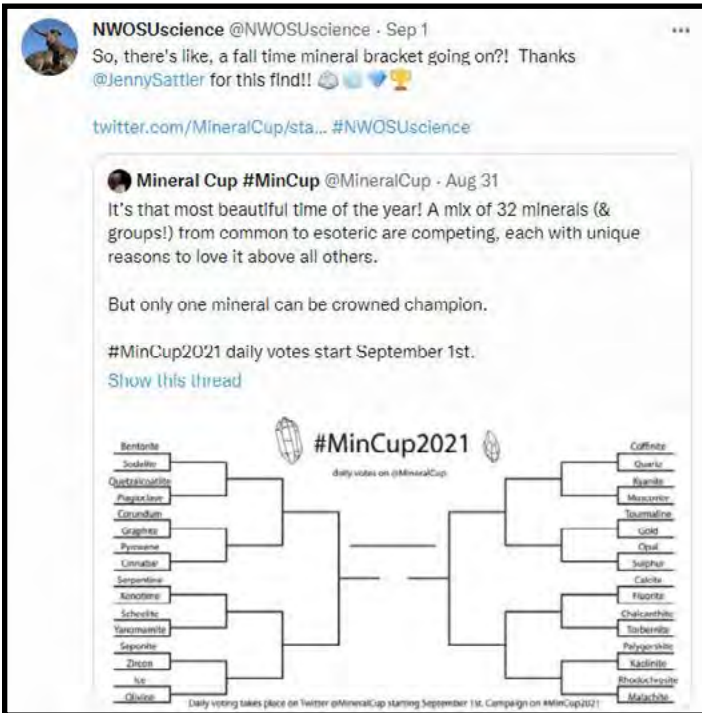 NWOSUscience @NWOSUscience · Sep 1
So, there's like, a fall time mineral bracket going on?! Thanks
@JennySattler for this find!!
twitter.com/MineralCup/sta... #NWOSUscience
Mineral Cup #MinCup @MineralCup · Aug 31
It's that most beautiful time of the year! A mix of 32 minerals (&
groups!) from common to esoteric are competing, each with unique
reasons to love it above all others.
But only one mineral can be crowned champion.
#MinCup2021 daily votes start September 1st.
Show this thread
#MinCup2021
daily votes on @MineralCup
Bentorite
Sodalite
Quetzalcoatlite
Plagioclase
Corundum
Graphite
Pyroxene
Cinnabar
Serpentine
Xenotime
Scheelite
Yanomamite
Saponite
Zircon
Ice
Olivine
Coffinite
Quartz
Kyanite
Muscovite
Tourmaline
Gold
Opal
Sulphur
Calcite
Fluorite
Chalcanthite
Torbernite
Palygorskite
Kaolinite
Rhodochrosite
Malachite
Daily voting takes place on Twitter @MineralCup starting September 1st. Campaign on #MinCup2021